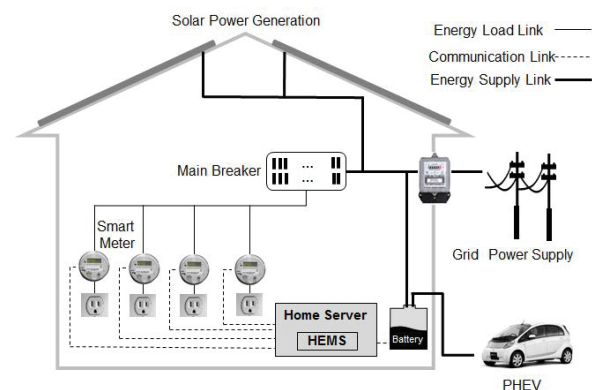 Solar Power Generation
Energy Load Link
Communication Link
Energy Supply Link
Main Breaker
...
...
Smart
Meter
Grid Power Supply
Home Server
HEMS
Battery
PHEV